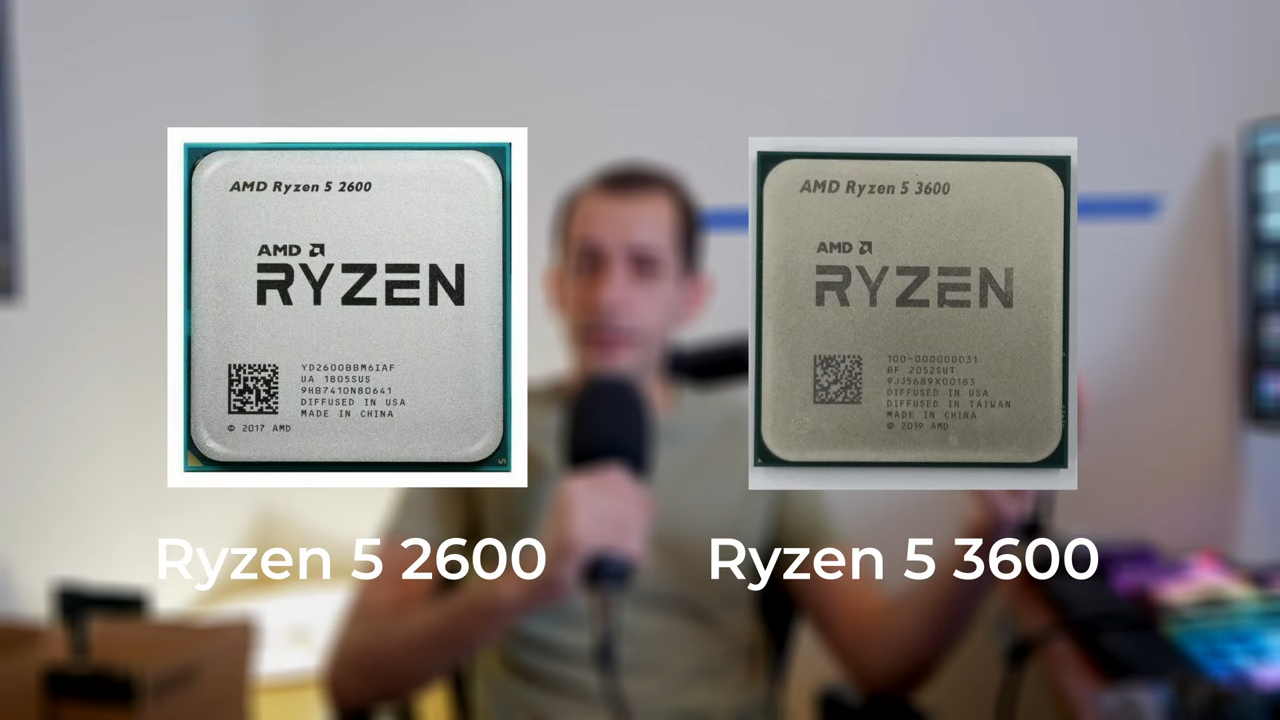 AMD Ryzen 5 2600
AMD
RYZEN
YD2600BBM6IAF
UA 1805SUS
9HB7410N80641
DIFFUSED IN USA
MADE IN CHINA
© 2017 AMD
Ryzen 5 2600
AMD Ryzen 5 3600
AMD
RYZEN
100-000000031
BF 2052SUT
9JJ5689X00183
DIFFUSED IN USA
DIFFUSED IN TAIWAN
MADE IN CHINA
© 2019 AMD
Ryzen 5 3600